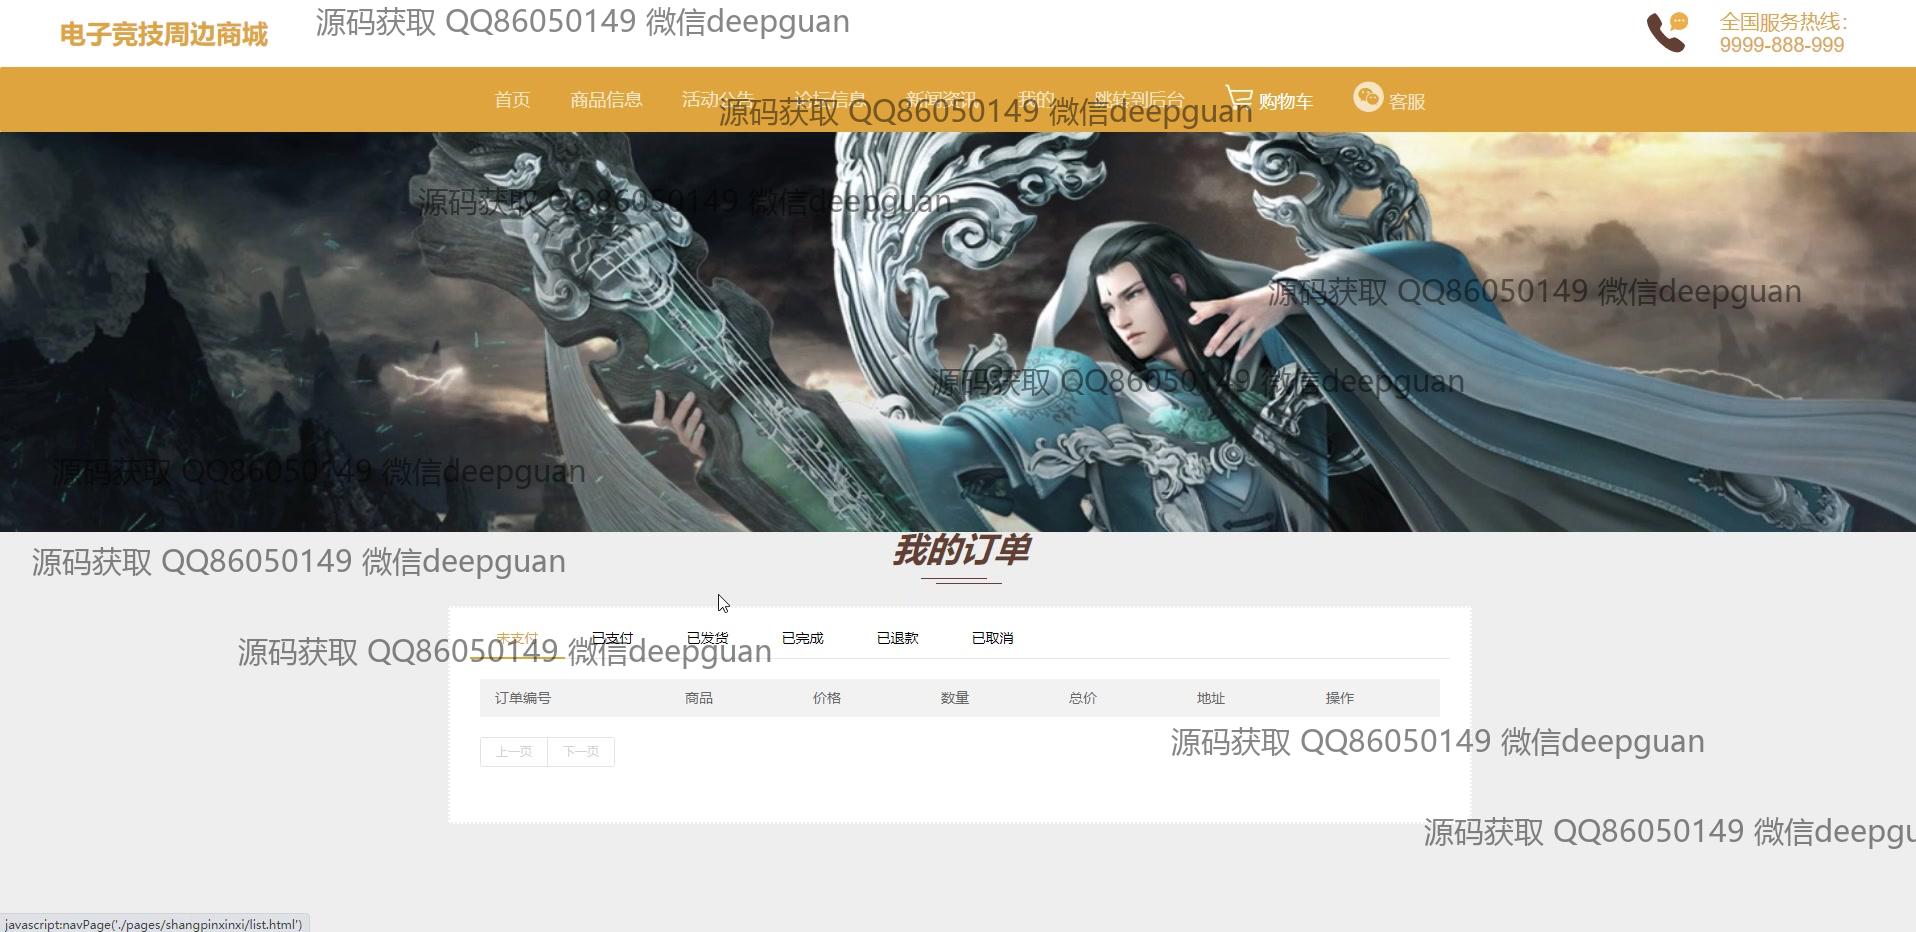 电子竞技周边商城
源码获取 QQ86050149 微信deepguan
全国服务热线:
9999-888-999
首页 商品信息 活动公告 论坛信息 新闻资讯 我的 跳转到后台 购物车 客服
源码获取 QQ86050149 微信deepguan
源码获取 QQ86050149 微信deepguan
源码获取 QQ86050149 微信deepguan
源码获取 QQ86050149 微信deepguan
源码获取 QQ86050149 微信deepguan
我的订单
源码获取 QQ86050149 微信deepguan
未支付 已支付 已发货 已完成 已退款 已取消
源码获取 QQ86050149 微信deepguan
订单编号 商品 价格 数量 总价 地址 操作
源码获取 QQ86050149 微信deepguan
上一页 下一页
源码获取 QQ86050149 微信deepgu
javascript:navPage('./pages/shangpinxinxi/list.html')